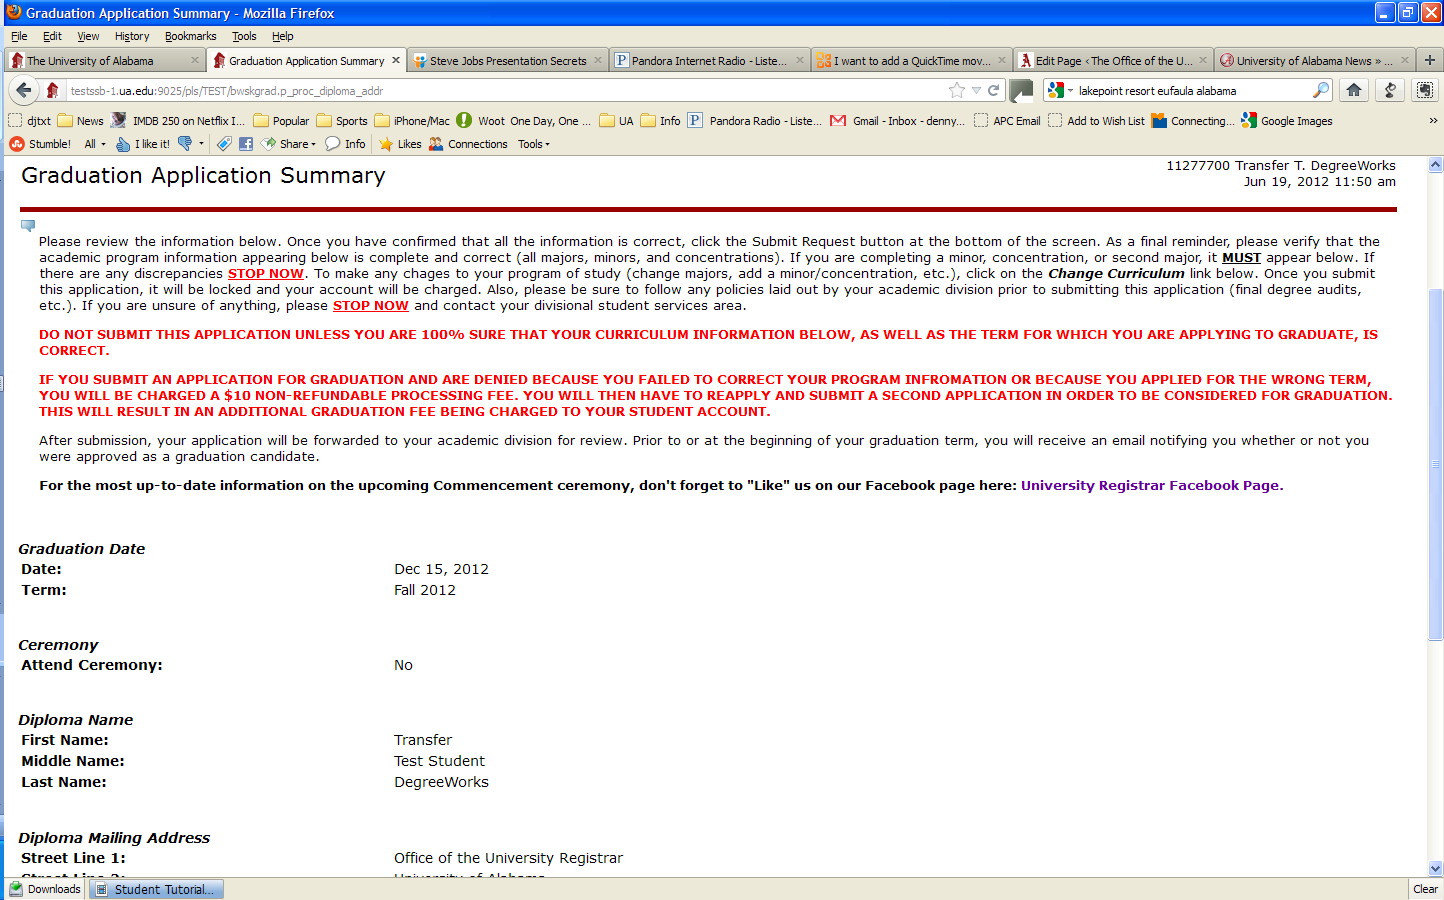 Graduation Application Summary - Mozilla Firefox
File Edit View History Bookmarks Tools Help
The University of Alabama
Graduation Application Summary
Steve Jobs Presentation Secrets
Pandora Internet Radio - Liste...
I want to add a QuickTime mov...
Edit Page ‹ The Office of the U...
University of Alabama News » ...
testssb-1.ua.edu:9025/pls/TEST/bwskgrad.p_proc_diploma_addr
lakepoint resort eufaula alabama
djtxt News IMDB 250 on Netflix I... Popular Sports iPhone/Mac Woot One Day, One ... UA Info Pandora Radio - Liste... Gmail - Inbox - denny,... APC Email Add to Wish List Connecting... Google Images »
Stumble! All I like it! Share Info Likes Connections Tools
Graduation Application Summary
11277700 Transfer T. DegreeWorks
Jun 19, 2012 11:50 am
Please review the information below. Once you have confirmed that all the information is correct, click the Submit Request button at the bottom of the screen. As a final reminder, please verify that the
academic program information appearing below is complete and correct (all majors, minors, and concentrations). If you are completing a minor, concentration, or second major, it MUST appear below. If
there are any discrepancies STOP NOW. To make any chages to your program of study (change majors, add a minor/concentration, etc.), click on the Change Curriculum link below. Once you submit
this application, it will be locked and your account will be charged. Also, please be sure to follow any policies laid out by your academic division prior to submitting this application (final degree audits,
etc.). If you are unsure of anything, please STOP NOW and contact your divisional student services area.
DO NOT SUBMIT THIS APPLICATION UNLESS YOU ARE 100% SURE THAT YOUR CURRICULUM INFORMATION BELOW, AS WELL AS THE TERM FOR WHICH YOU ARE APPLYING TO GRADUATE, IS
CORRECT.
IF YOU SUBMIT AN APPLICATION FOR GRADUATION AND ARE DENIED BECAUSE YOU FAILED TO CORRECT YOUR PROGRAM INFROMATION OR BECAUSE YOU APPLIED FOR THE WRONG TERM,
YOU WILL BE CHARGED A $10 NON-REFUNDABLE PROCESSING FEE. YOU WILL THEN HAVE TO REAPPLY AND SUBMIT A SECOND APPLICATION IN ORDER TO BE CONSIDERED FOR GRADUATION.
THIS WILL RESULT IN AN ADDITIONAL GRADUATION FEE BEING CHARGED TO YOUR STUDENT ACCOUNT.
After submission, your application will be forwarded to your academic division for review. Prior to or at the beginning of your graduation term, you will receive an email notifying you whether or not you
were approved as a graduation candidate.
For the most up-to-date information on the upcoming Commencement ceremony, don't forget to "Like" us on our Facebook page here: University Registrar Facebook Page.
Graduation Date
Date: Dec 15, 2012
Term: Fall 2012
Ceremony
Attend Ceremony: No
Diploma Name
First Name: Transfer
Middle Name: Test Student
Last Name: DegreeWorks
Diploma Mailing Address
Street Line 1: Office of the University Registrar
Street Line 2: University of Alabama
Downloads Student Tutorial... Clear